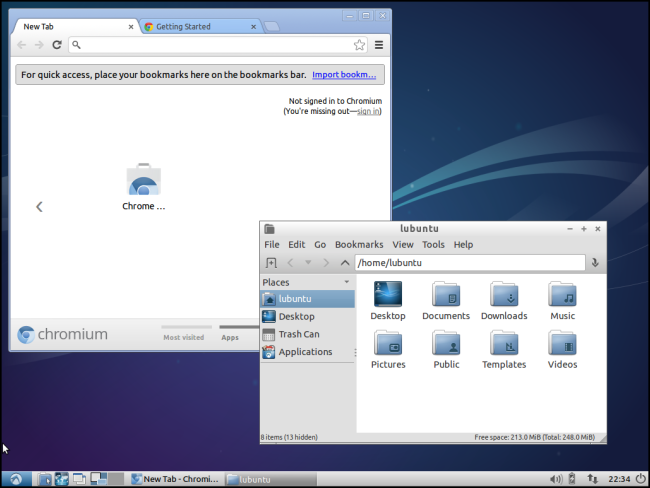 New Tab
Getting Started
For quick access, place your bookmarks here on the bookmarks bar. Import bookm...
Not signed in to Chromium
(You're missing out—sign in)
Chrome ...
chromium
Most visited
Apps
lubuntu
File Edit Go Bookmarks View Tools Help
/home/lubuntu
Places
lubuntu
Desktop
Trash Can
Applications
Desktop Documents Downloads Music
Pictures Public Templates Videos
8 items (13 hidden)
Free space: 213.0 MiB (Total: 248.0 MiB)
New Tab - Chromi...
lubuntu
22:34